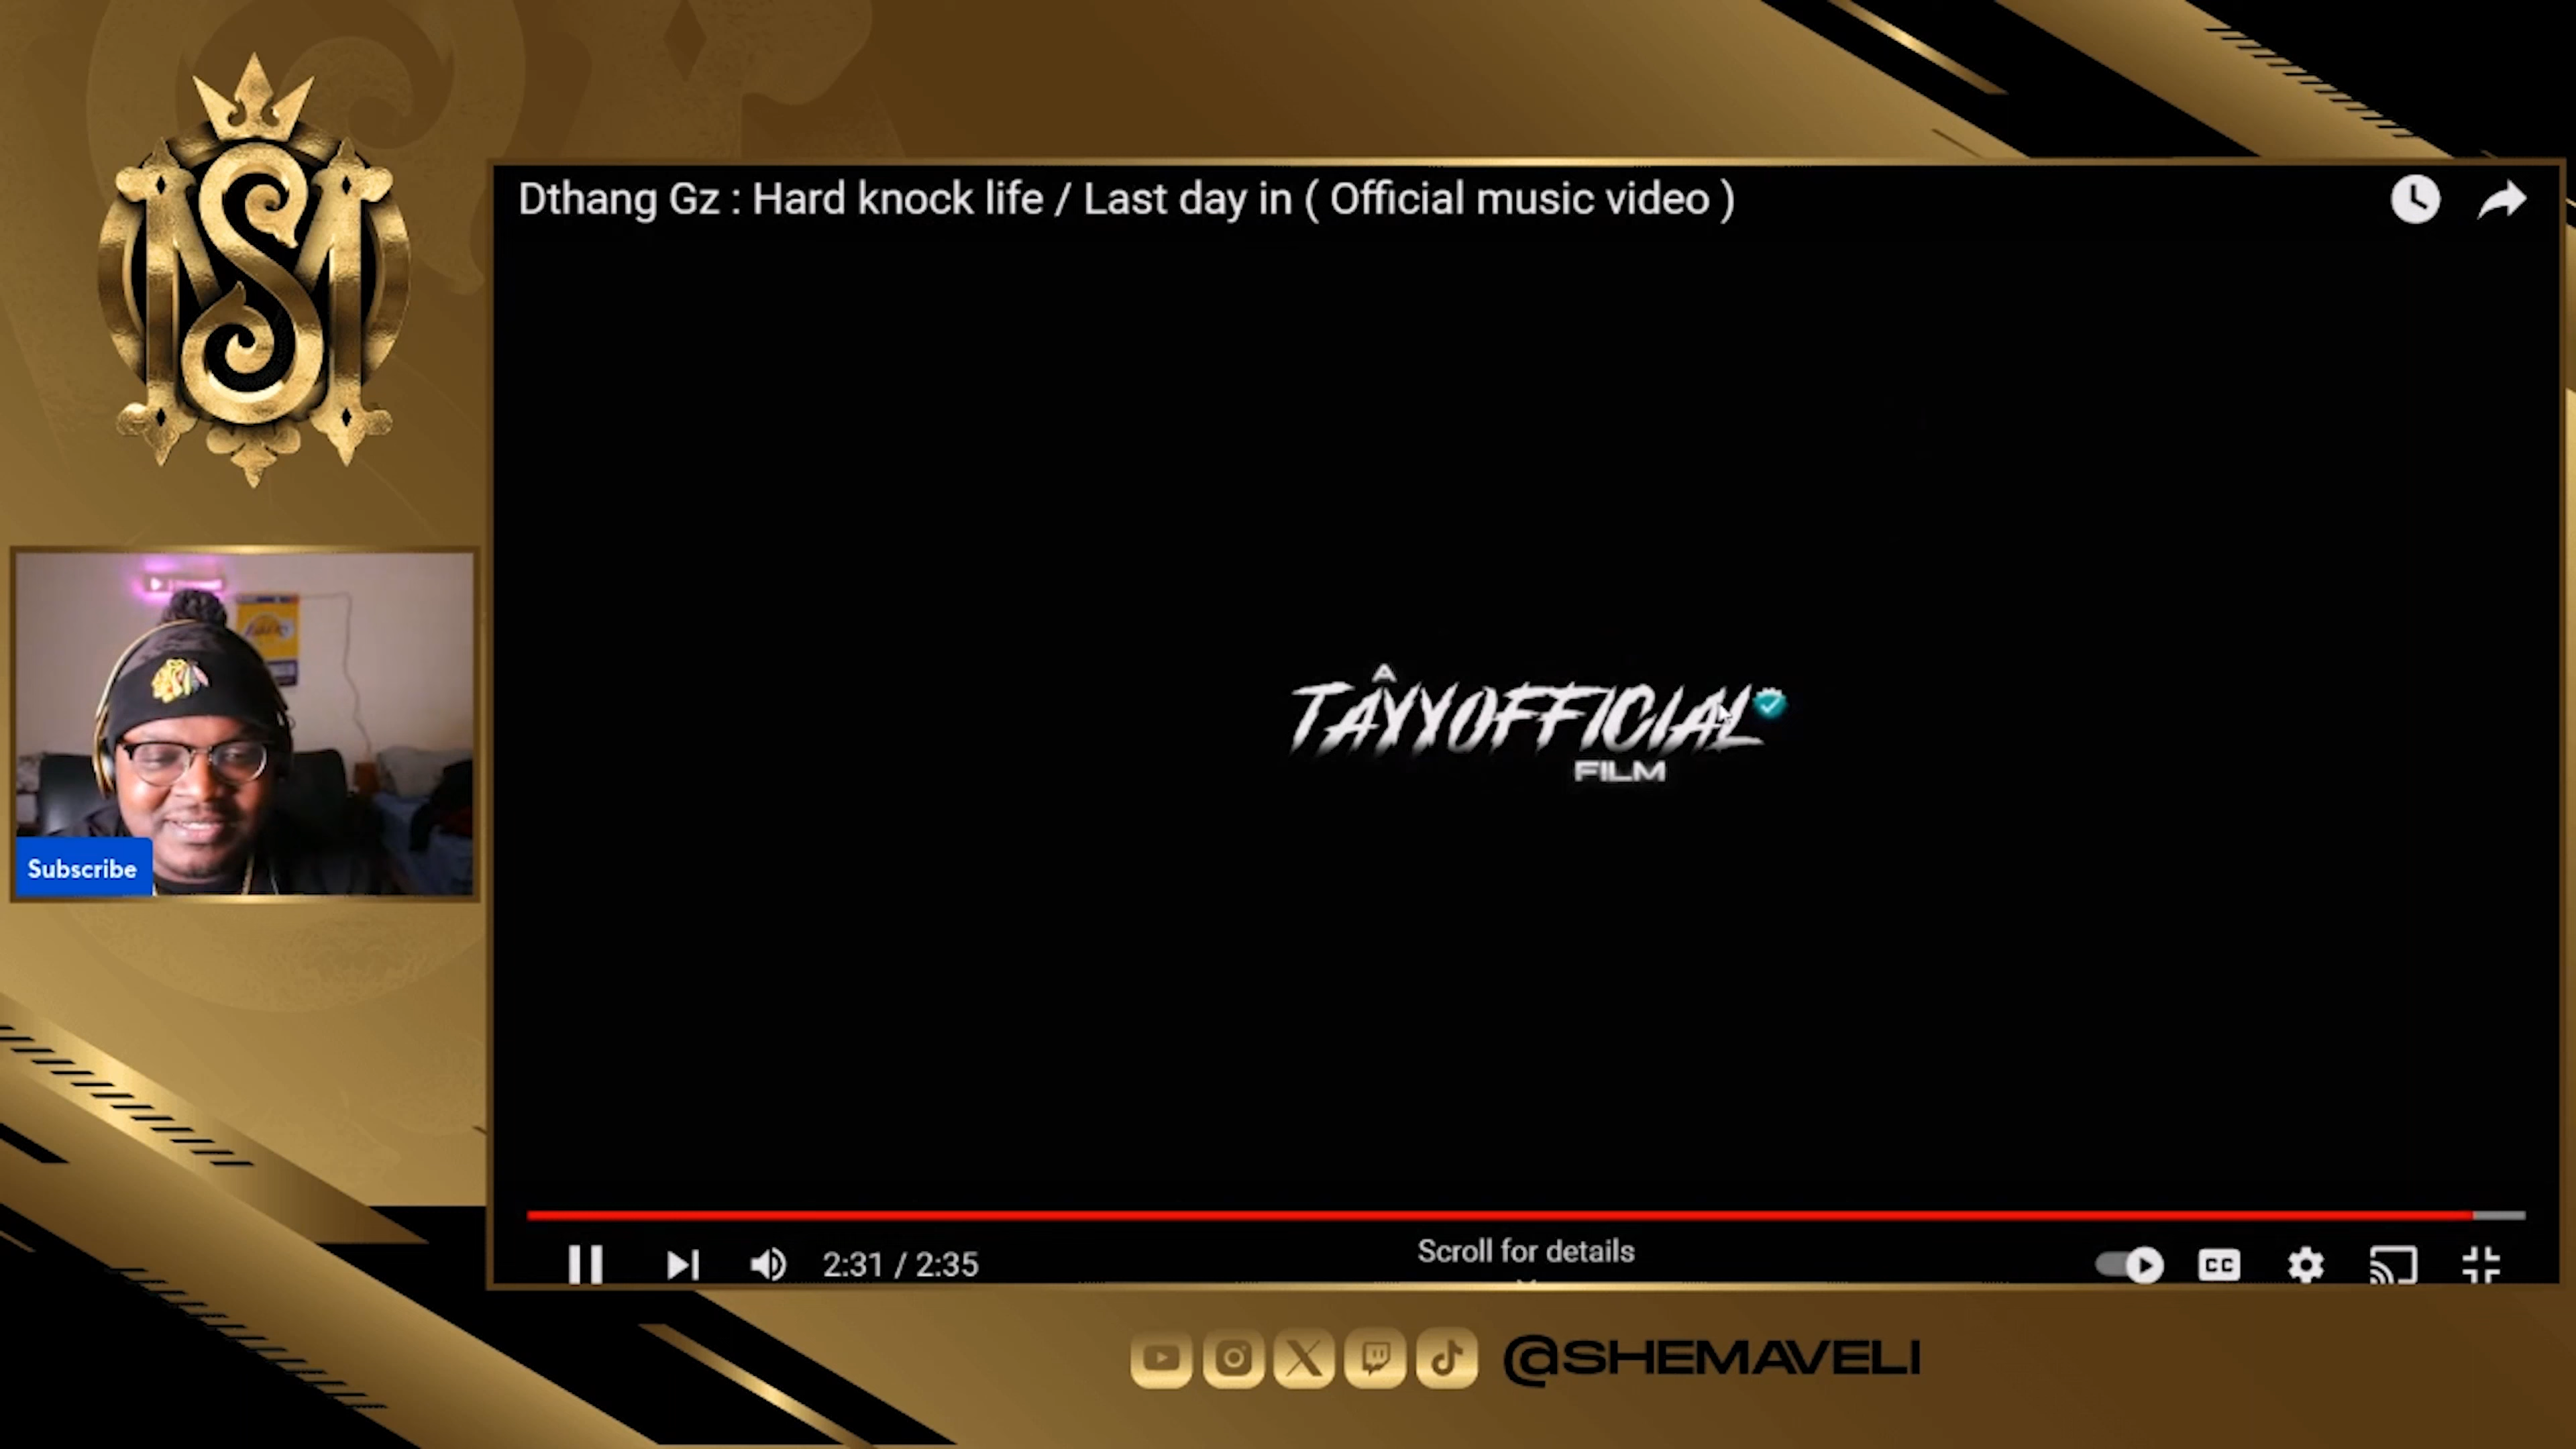 Dthang Gz : Hard knock life / Last day in ( Official music video )
A
TAYYOFFICIAL
FILM
Subscribe
2:31 / 2:35
Scroll for details
CC
@SHEMAVELI